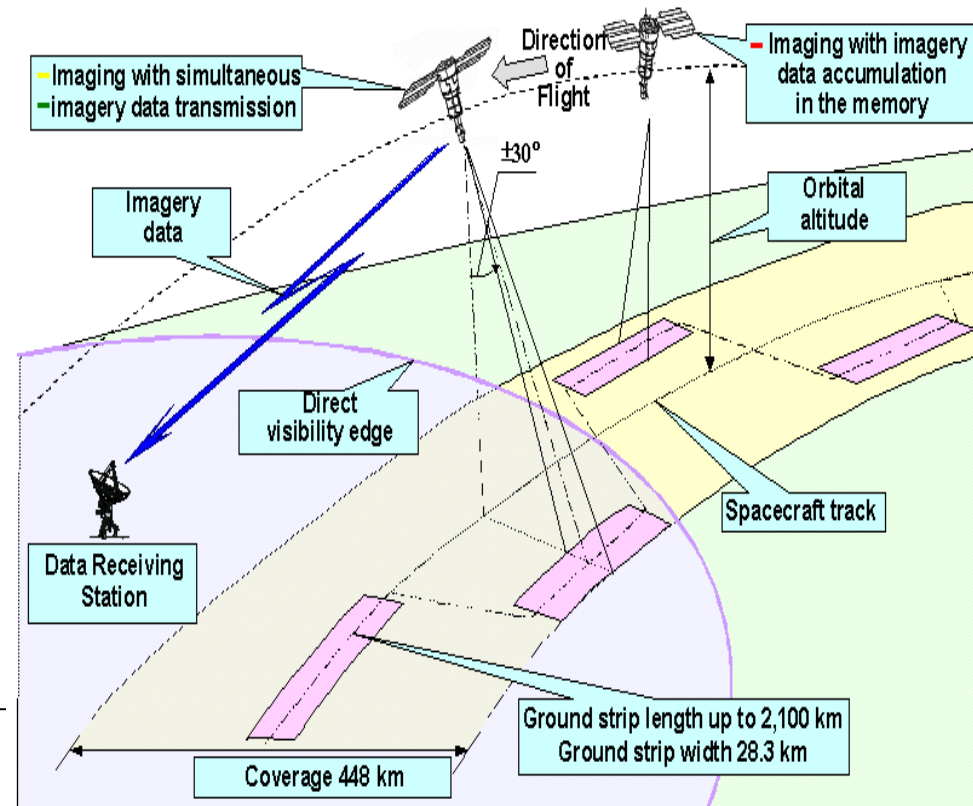 Imaging with simultaneous
imagery data transmission
Direction
of
Flight
Imaging with imagery
data accumulation
in the memory
±30°
Imagery
data
Orbital
altitude
Direct
visibility edge
Spacecraft track
Data Receiving
Station
Ground strip length up to 2,100 km
Ground strip width 28.3 km
Coverage 448 km